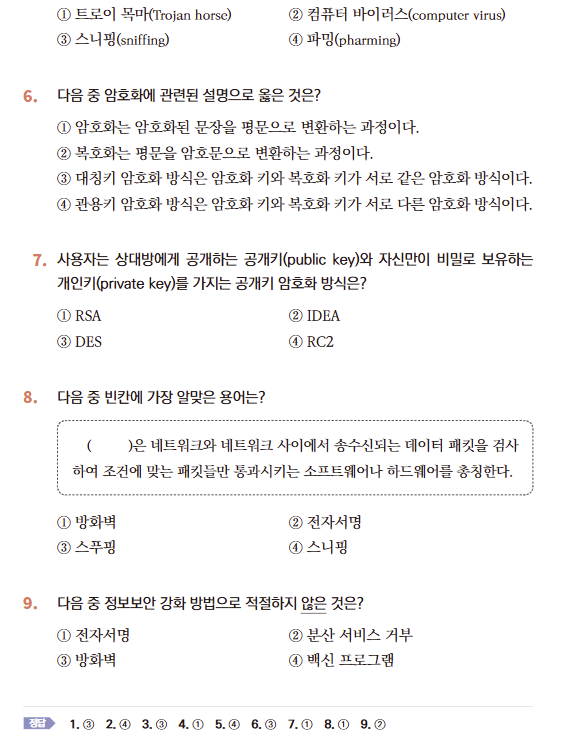 ① 트로이 목마(Trojan horse) ② 컴퓨터 바이러스(computer virus)
③ 스니핑(sniffing) ④ 파밍(pharming)
6. 다음 중 암호화에 관련된 설명으로 옳은 것은?
① 암호화는 암호화된 문장을 평문으로 변환하는 과정이다.
② 복호화는 평문을 암호문으로 변환하는 과정이다.
③ 대칭키 암호화 방식은 암호화 키와 복호화 키가 서로 같은 암호화 방식이다.
④ 관용키 암호화 방식은 암호화 키와 복호화 키가 서로 다른 암호화 방식이다.
7. 사용자는 상대방에게 공개하는 공개키(public key)와 자신만이 비밀로 보유하는
개인키(private key)를 가지는 공개키 암호화 방식은?
① RSA ② IDEA
③ DES ④ RC2
8. 다음 중 빈칸에 가장 알맞은 용어는?
( )은 네트워크와 네트워크 사이에서 송수신되는 데이터 패킷을 검사
하여 조건에 맞는 패킷들만 통과시키는 소프트웨어나 하드웨어를 총칭한다.
① 방화벽 ② 전자서명
③ 스푸핑 ④ 스니핑
9. 다음 중 정보보안 강화 방법으로 적절하지 않은 것은?
① 전자서명 ② 분산 서비스 거부
③ 방화벽 ④ 백신 프로그램
정답 1. ③ 2. ④ 3. ③ 4. ① 5. ④ 6. ③ 7. ① 8. ① 9. ②